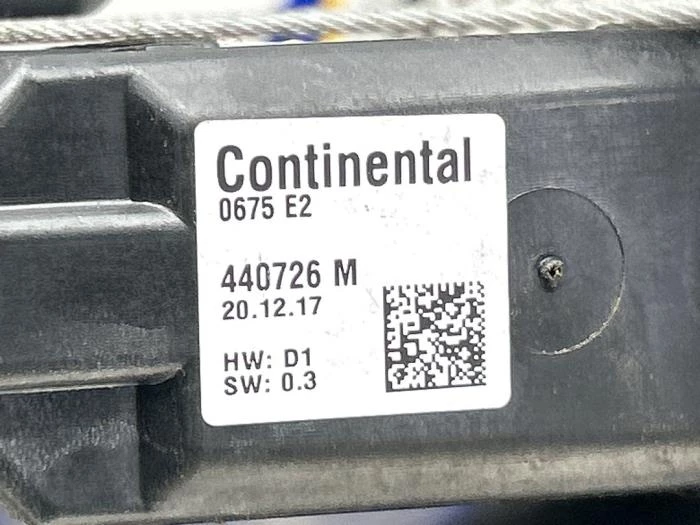 Continental
0675 E2
440726 M
20.12.17
HW: D1
SW: 0.3